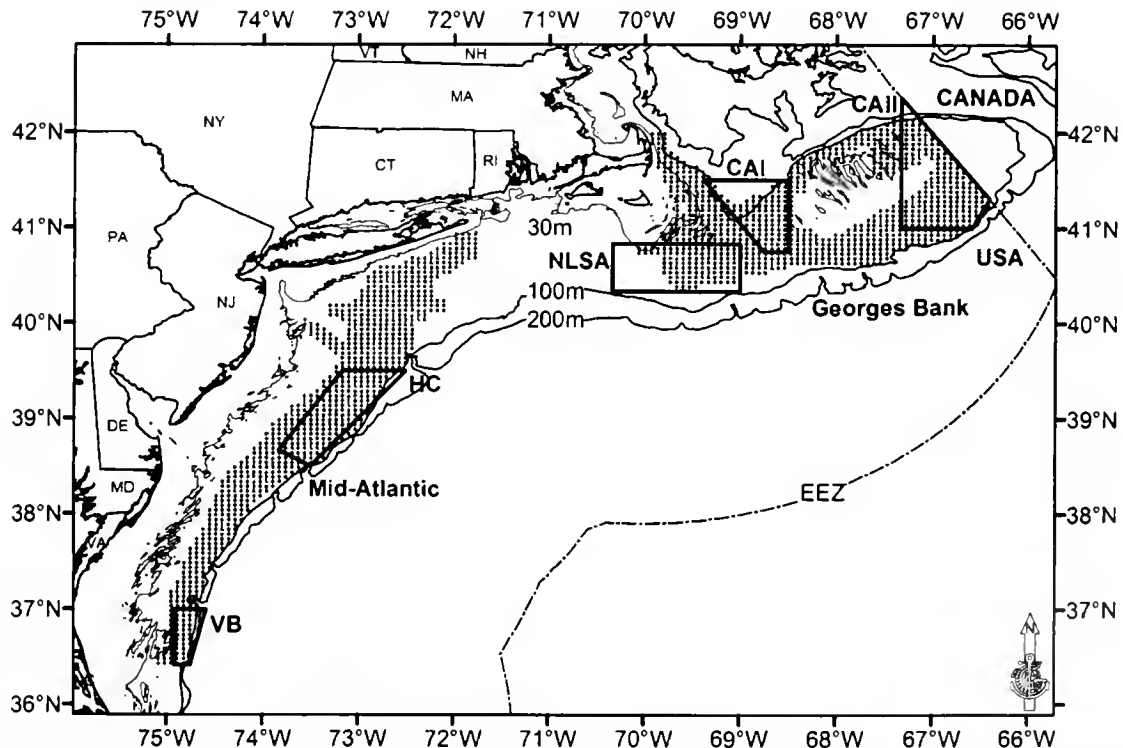 75°W 74°W 73°W 72°W 71°W 70°W 69°W 68°W 67°W 66°W
VT NH
MA
CAII CANADA
NY
42°N 42°N
CT RI CAI
41°N 30m 41°N
PA
NLSA USA
NJ
100m Georges Bank
40°N 200m 40°N
HC
39°N 39°N
DE
MD Mid-Atlantic
EEZ
38°N 38°N
VA
37°N VB 37°N
N
36°N 36°N
75°W 74°W 73°W 72°W 71°W 70°W 69°W 68°W 67°W 66°W